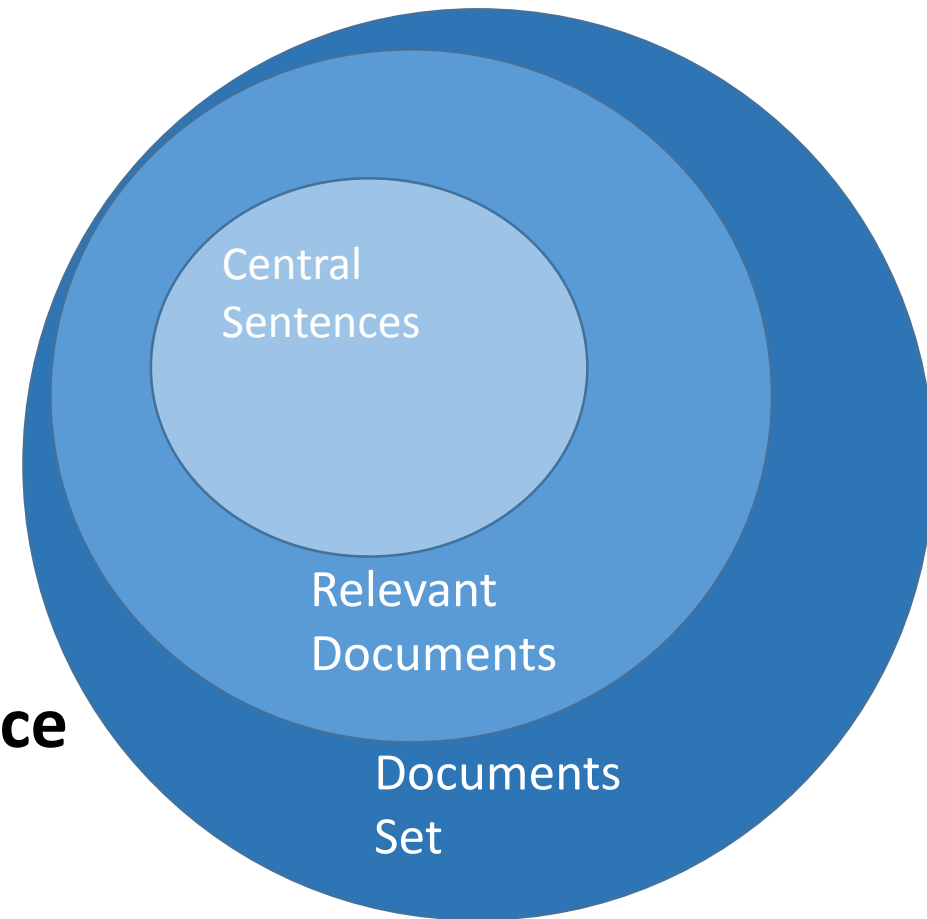 Central
Sentences
Relevant
Documents
ce
Documents
Set